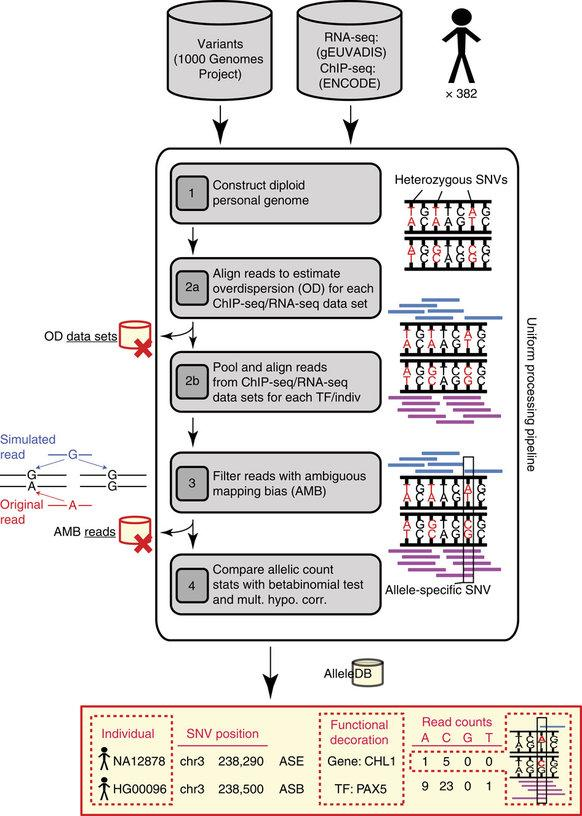 Variants
(1000 Genomes
Project)
RNA-seq:
(gEUVADIS)
ChIP-seq:
(ENCODE)
× 382
1
Construct diploid
personal genome
Heterozygous SNVs
2a
Align reads to estimate
overdispersion (OD) for each
ChIP-seq/RNA-seq data set
OD data sets
2b
Pool and align reads
from ChIP-seq/RNA-seq
data sets for each TF/indiv
Uniform processing pipeline
Simulated
read
G
G
A
G
G
Original
read
A
3
Filter reads with ambiguous
mapping bias (AMB)
AMB reads
4
Compare allelic count
stats with betabinomial test
and mult. hypo. corr.
Allele-specific SNV
AlleleDB
Individual SNV position Functional
decoration Read counts
A C G T
NA12878 chr3 238,290 ASE Gene: CHL1 1 5 0 0
HG00096 chr3 238,500 ASB TF: PAX5 9 23 0 1